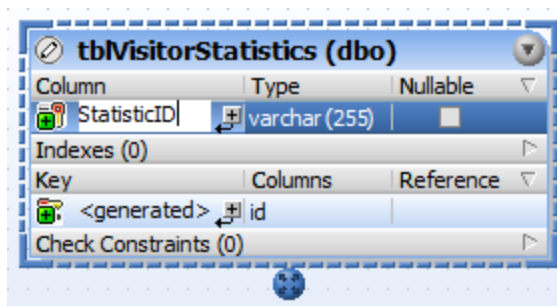 tblVisitorStatistics (dbo)
Column Type Nullable
StatisticID varchar(255)
Indexes (0)
Key Columns Reference
<generated> id
Check Constraints (0)